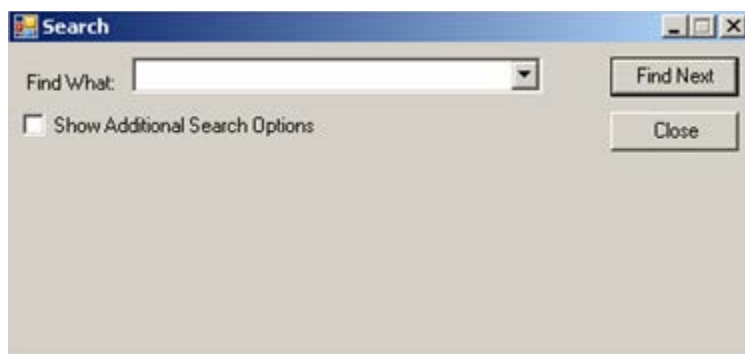 Search
Find What:
Find Next
Show Additional Search Options
Close